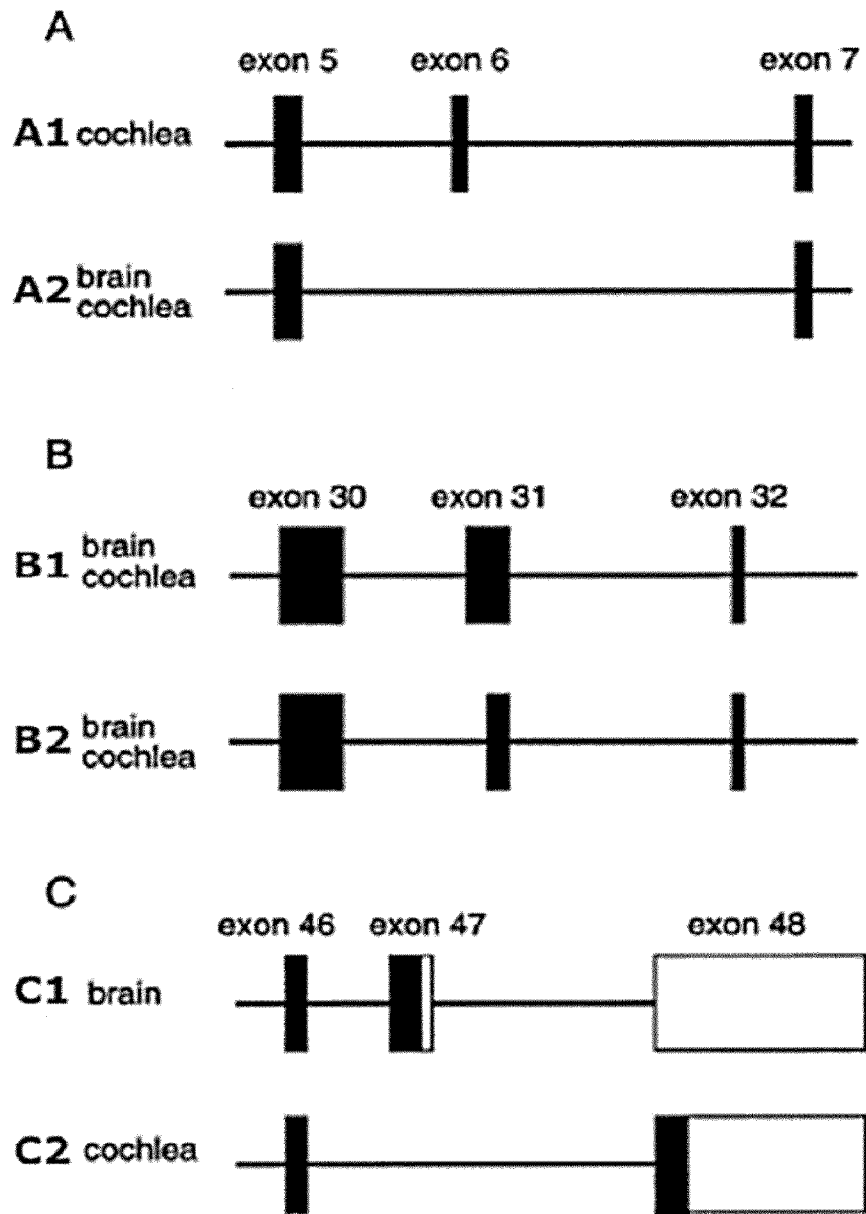 A
exon 5 exon 6 exon 7
A1 cochlea
A2 brain
cochlea
B
exon 30 exon 31 exon 32
B1 brain
cochlea
B2 brain
cochlea
C
exon 46 exon 47 exon 48
C1 brain
C2 cochlea